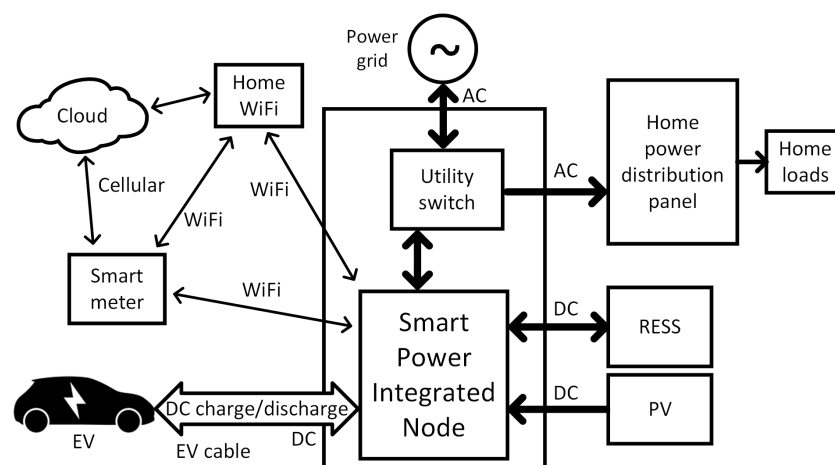 Power
grid
~
AC
Home
WiFi
Cloud
Cellular
WiFi
WiFi
Utility
switch
AC
Home
power
distribution
panel
Home
loads
Smart
meter
WiFi
Smart
Power
Integrated
Node
DC
RESS
DC
PV
DC charge/discharge
DC
EV cable
EV